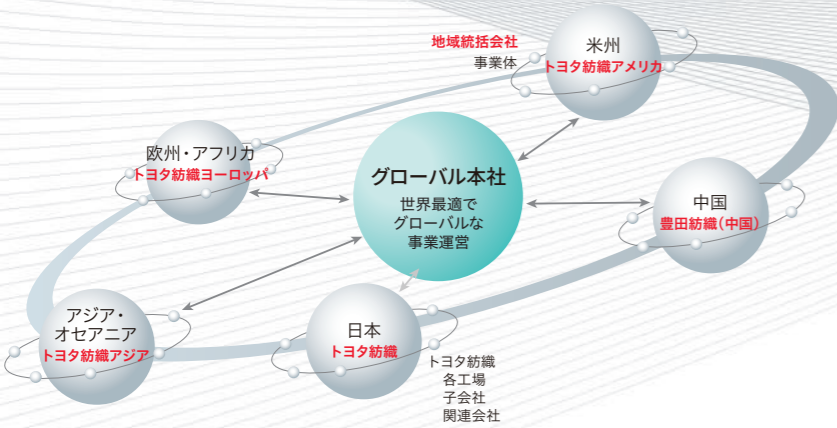 地域統括会社
事業体
米州
トヨタ紡織アメリカ
欧州・アフリカ
トヨタ紡織ヨーロッパ
グローバル本社
世界最適で
グローバルな
事業運営
中国
豊田紡織(中国)
アジア・
オセアニア
トヨタ紡織アジア
日本
トヨタ紡織
トヨタ紡織
各工場
子会社
関連会社